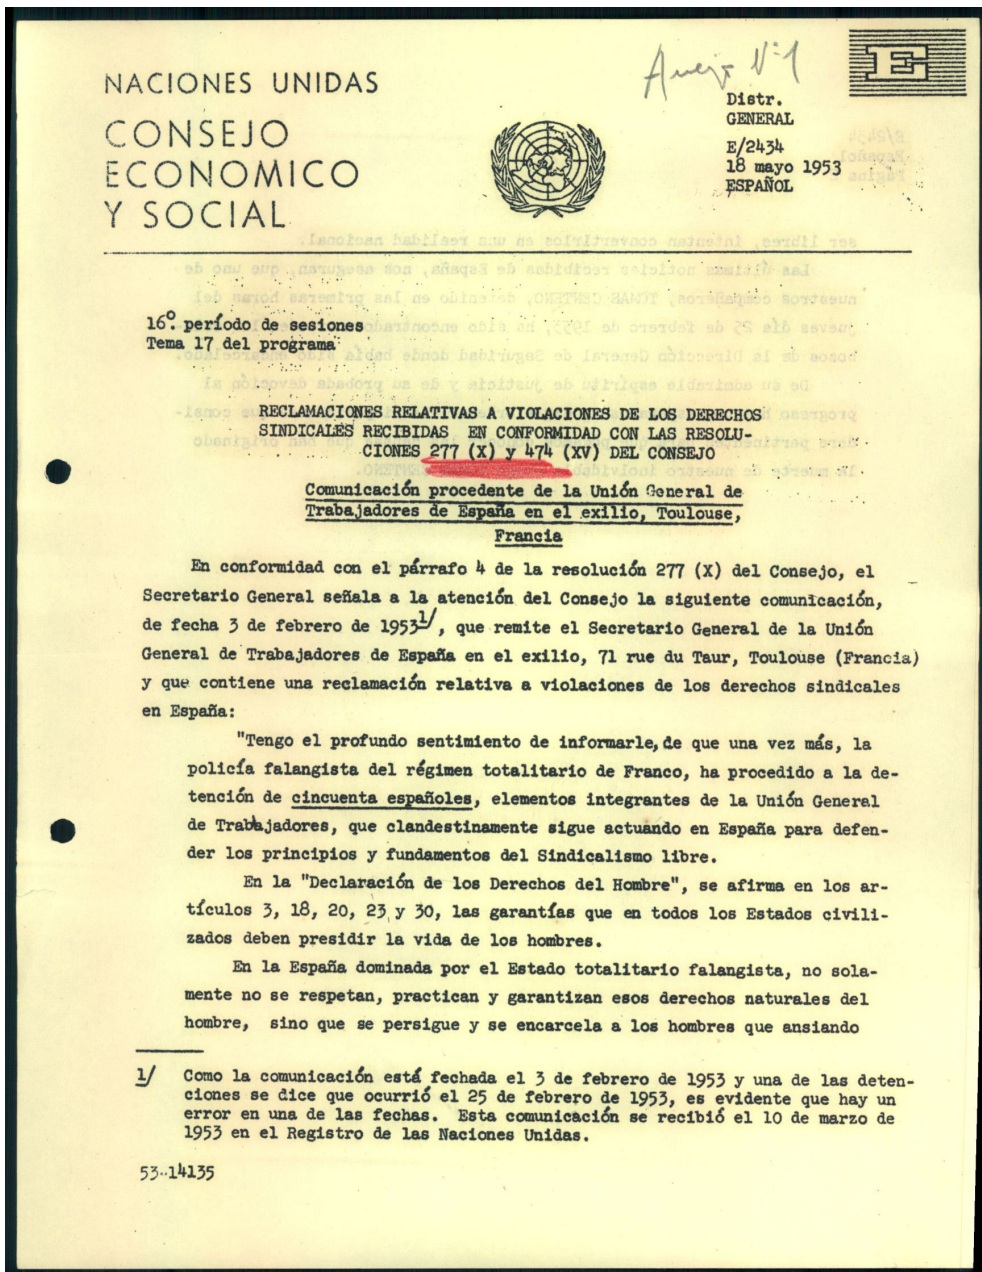 Anejo Nº 1
E
NACIONES UNIDAS
CONSEJO
ECONOMICO
Y SOCIAL
Distr.
GENERAL
E/2434
18 mayo 1953
ESPAÑOL
16º. período de sesiones
Tema 17 del programa
RECLAMACIONES RELATIVAS A VIOLACIONES DE LOS DERECHOS
SINDICALES RECIBIDAS EN CONFORMIDAD CON LAS RESOLU-
CIONES 277 (X) y 474 (XV) DEL CONSEJO
Comunicación procedente de la Unión General de
Trabajadores de España en el exilio, Toulouse,
Francia
En conformidad con el párrafo 4 de la resolución 277 (X) del Consejo, el
Secretario General señala a la atención del Consejo la siguiente comunicación,
de fecha 3 de febrero de 1953 1/, que remite el Secretario General de la Unión
General de Trabajadores de España en el exilio, 71 rue du Taur, Toulouse (Francia)
y que contiene una reclamación relativa a violaciones de los derechos sindicales
en España:
"Tengo el profundo sentimiento de informarle, de que una vez más, la
policía falangista del régimen totalitario de Franco, ha procedido a la de-
tención de cincuenta españoles, elementos integrantes de la Unión General
de Trabajadores, que clandestinamente sigue actuando en España para defen-
der los principios y fundamentos del Sindicalismo libre.
En la "Declaración de los Derechos del Hombre", se afirma en los ar-
tículos 3, 18, 20, 23 y 30, las garantías que en todos los Estados civili-
zados deben presidir la vida de los hombres.
En la España dominada por el Estado totalitario falangista, no sola-
mente no se respetan, practican y garantizan esos derechos naturales del
hombre, sino que se persigue y se encarcela a los hombres que ansiando
1/ Como la comunicación está fechada el 3 de febrero de 1953 y una de las deten-
ciones se dice que ocurrió el 25 de febrero de 1953, es evidente que hay un
error en una de las fechas. Esta comunicación se recibió el 10 de marzo de
1953 en el Registro de las Naciones Unidas.
53-14135